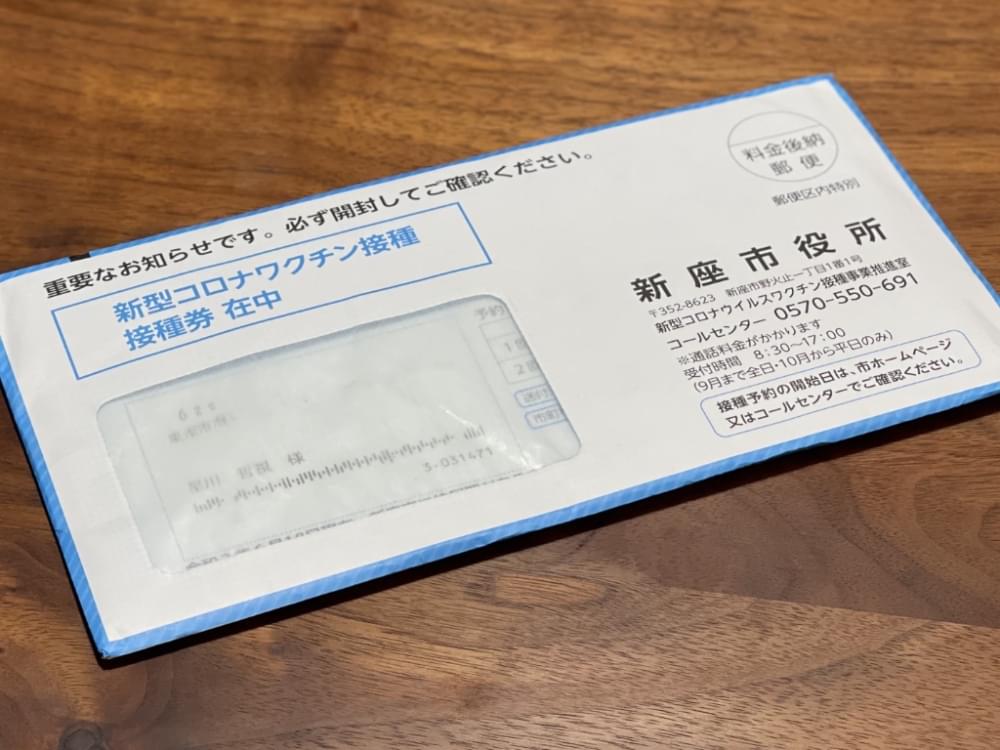 重要なお知らせです。必ず開封してご確認ください。
新型コロナワクチン接種
接種券 在中
料金後納
郵便
郵便区内特別
新座市役所
〒352-8623 新座市野火止一丁目1番1号
新型コロナウイルスワクチン接種事業推進室
コールセンター 0570-550-691
※通話料金がかかります
受付時間 8:30~17:00
(9月まで全日・10月から平日のみ)
接種予約の開始日は、市ホームページ
又はコールセンターでご確認ください。
予約
様
5-031471